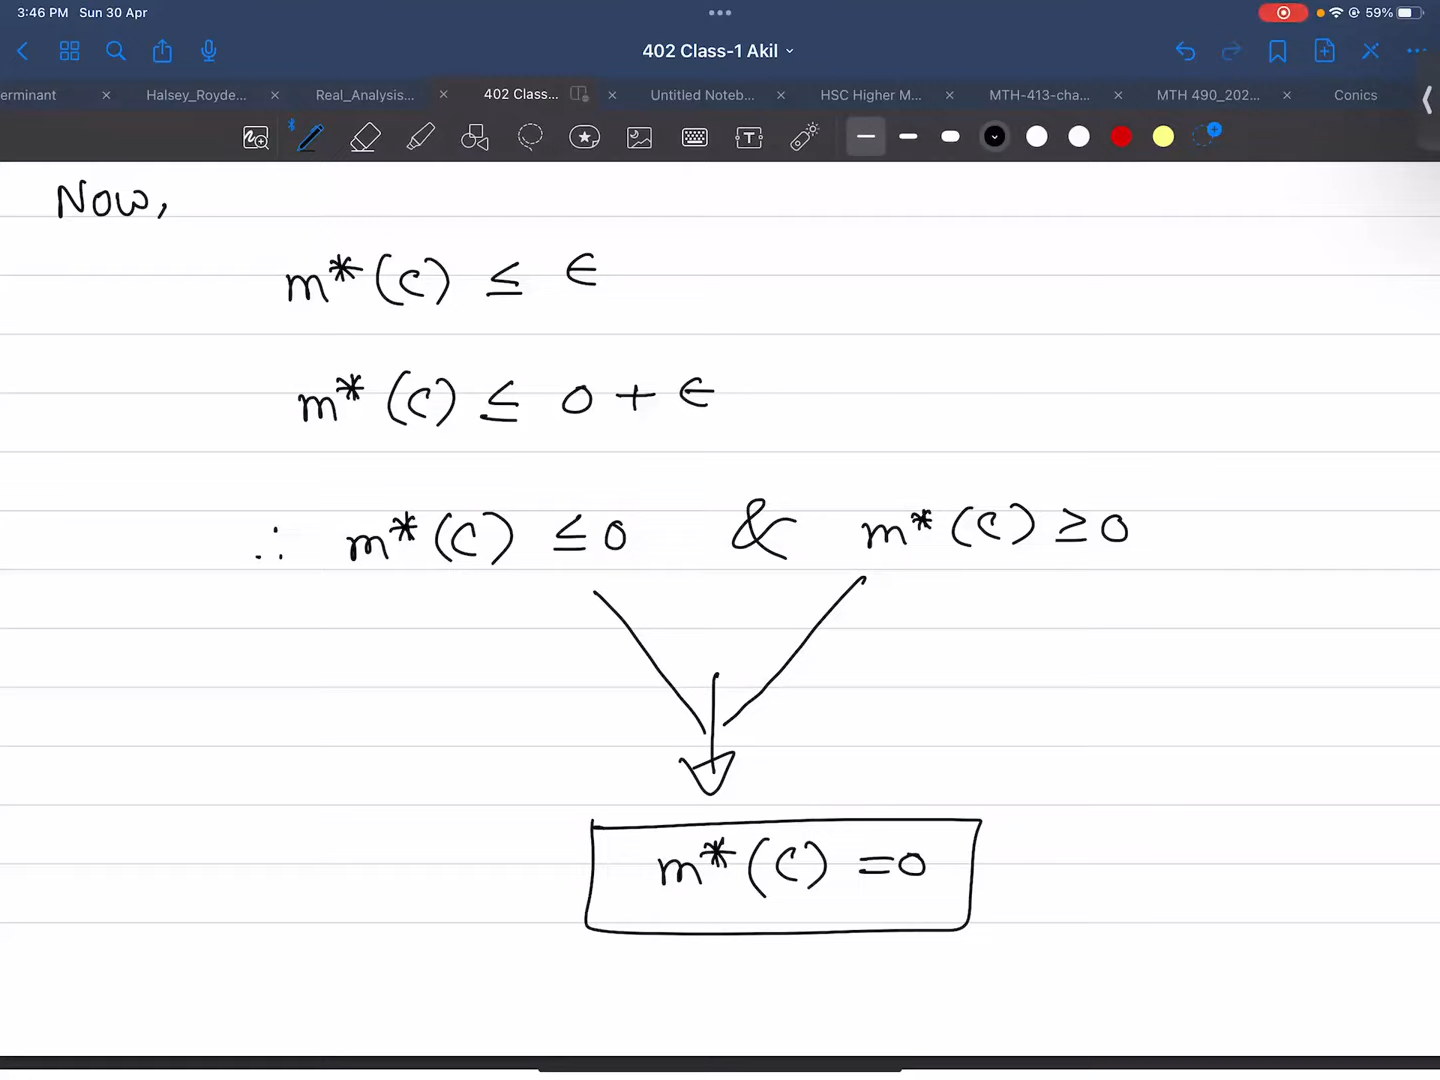 3:46 PM Sun 30 Apr
59%
402 Class-1 Akil
erminant × Halsey_Royde... × Real_Analysis... × 402 Class... × Untitled Noteb... × HSC Higher M... × MTH-413-cha... × MTH 490_202... × Conics
Now,
m*(C) ≤ ∈
m*(C) ≤ 0 + ∈
∴ m*(C) ≤ 0 & m*(C) ≥ 0
m*(C) = 0